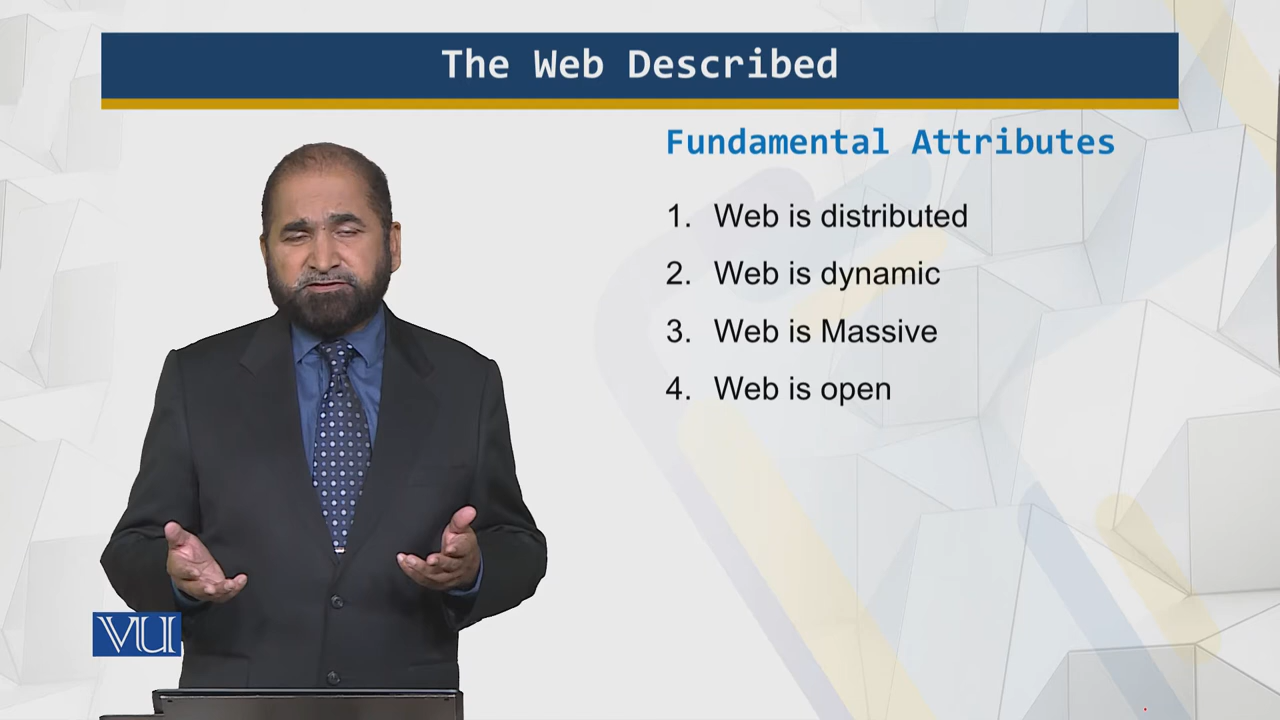 The Web Described
Fundamental Attributes
1. Web is distributed
2. Web is dynamic
3. Web is Massive
4. Web is open
VU